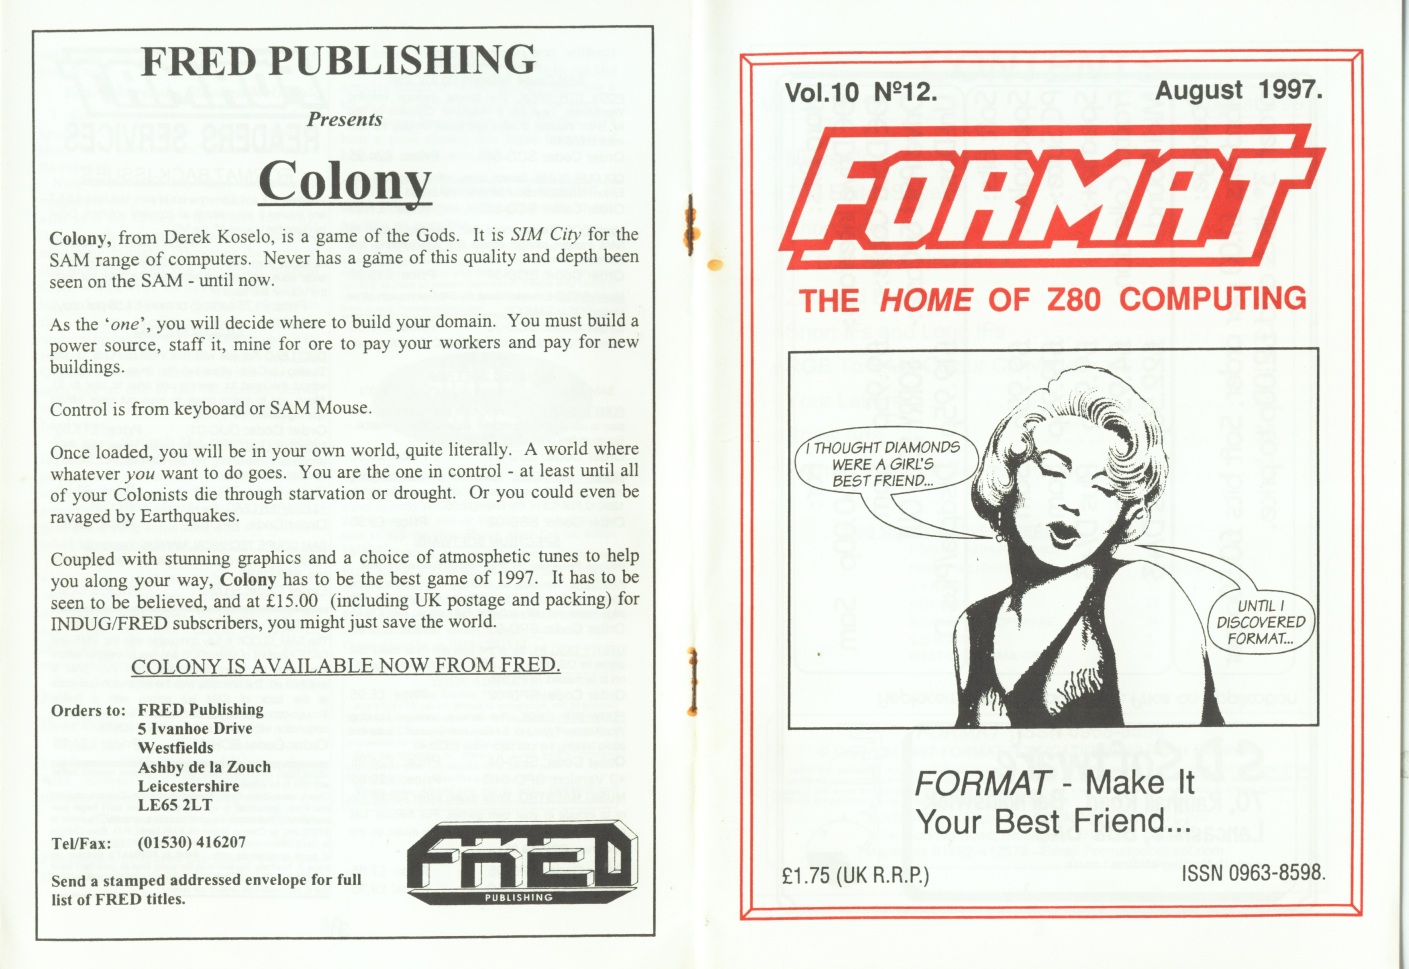 FRED PUBLISHING
Presents
Colony
Colony, from Derek Koselo, is a game of the Gods. It is SIM City for the
SAM range of computers. Never has a game of this quality and depth been
seen on the SAM - until now.
As the ‘one’, you will decide where to build your domain. You must build a
power source, staff it, mine for ore to pay your workers and pay for new
buildings.
Control is from keyboard or SAM Mouse.
Once loaded, you will be in your own world, quite literally. A world where
whatever you want to do goes. You are the one in control - at least until all
of your Colonists die through starvation or drought. Or you could even be
ravaged by Earthquakes.
Coupled with stunning graphics and a choice of atmosphetic tunes to help
you along your way, Colony has to be the best game of 1997. It has to be
seen to be believed, and at £15.00 (including UK postage and packing) for
INDUG/FRED subscribers, you might just save the world.
COLONY IS AVAILABLE NOW FROM FRED.
Orders to: FRED Publishing
5 Ivanhoe Drive
Westfields
Ashby de la Zouch
Leicestershire
LE65 2LT
Tel/Fax: (01530) 416207
Send a stamped addressed envelope for full
list of FRED titles.
FRED
PUBLISHING
Vol.10 Nº12. August 1997.
FORMAT
THE HOME OF Z80 COMPUTING
I THOUGHT DIAMONDS
WERE A GIRL'S
BEST FRIEND...
UNTIL I
DISCOVERED
FORMAT...
FORMAT - Make It
Your Best Friend...
£1.75 (UK R.R.P.) ISSN 0963-8598.